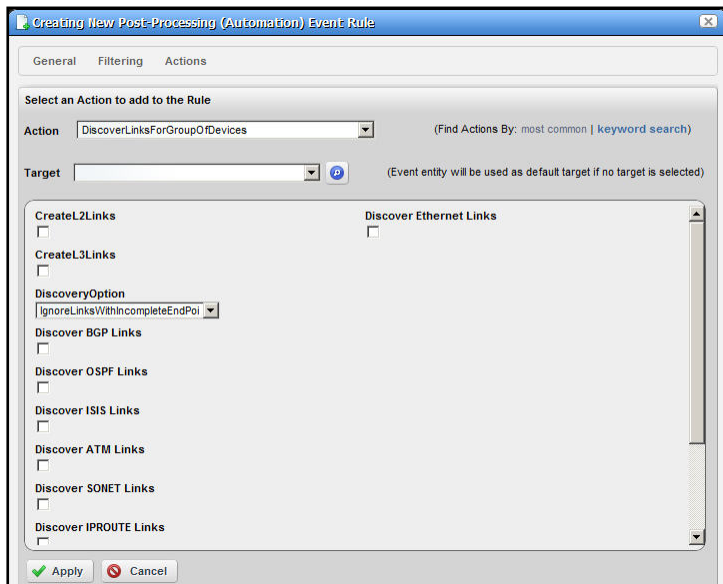 Creating New Post-Processing (Automation) Event Rule
General Filtering Actions
Select an Action to add to the Rule
Action DiscoverLinksForGroupOfDevices (Find Actions By: most common | keyword search)
Target (Event entity will be used as default target if no target is selected)
CreateL2Links Discover Ethernet Links
CreateL3Links
DiscoveryOption
IgnoreLinksWithIncompleteEndPoi
Discover BGP Links
Discover OSPF Links
Discover ISIS Links
Discover ATM Links
Discover SONET Links
Discover IPROUTE Links
Apply Cancel